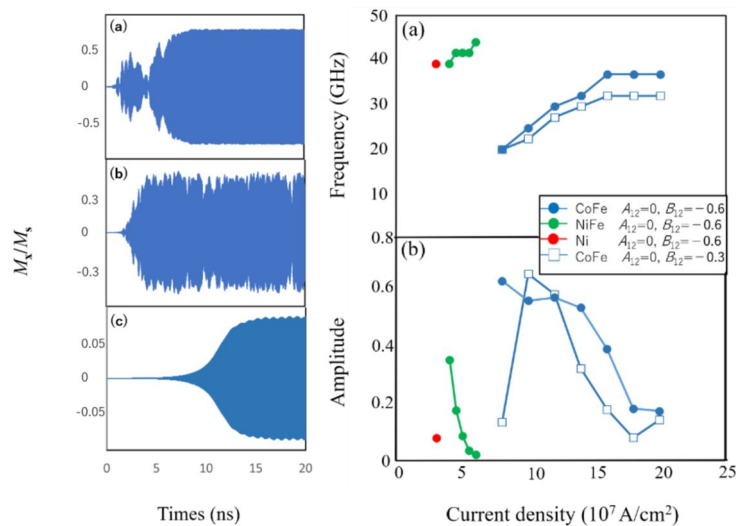 (a)
0.5
0
-0.5
(b)
0.3
0
-0.3
(c)
0.05
0
-0.05
0 5 10 15 20
Mx/Ms
Times (ns)
(a)
50
40
30
20
10
Frequency (GHz)
CoFe A12=0, B12=−0.6
NiFe A12=0, B12=−0.6
Ni A12=0, B12=−0.6
CoFe A12=0, B12=−0.3
(b)
0.8
0.6
0.4
0.2
0
Amplitude
0 5 10 15 20 25
Current density (10⁷ A/cm²)